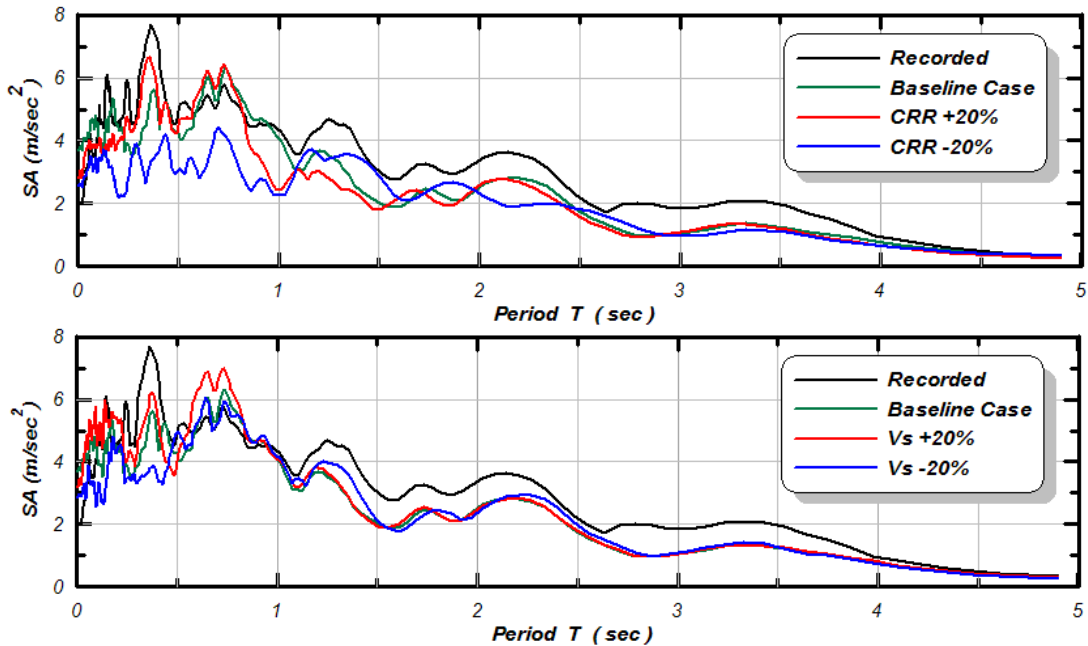 8
6
4
2
0
SA (m/sec²)
Recorded
Baseline Case
CRR +20%
CRR -20%
0 1 2 3 4 5
Period T ( sec )
8
6
4
2
0
SA (m/sec²)
Recorded
Baseline Case
Vs +20%
Vs -20%
0 1 2 3 4 5
Period T ( sec )